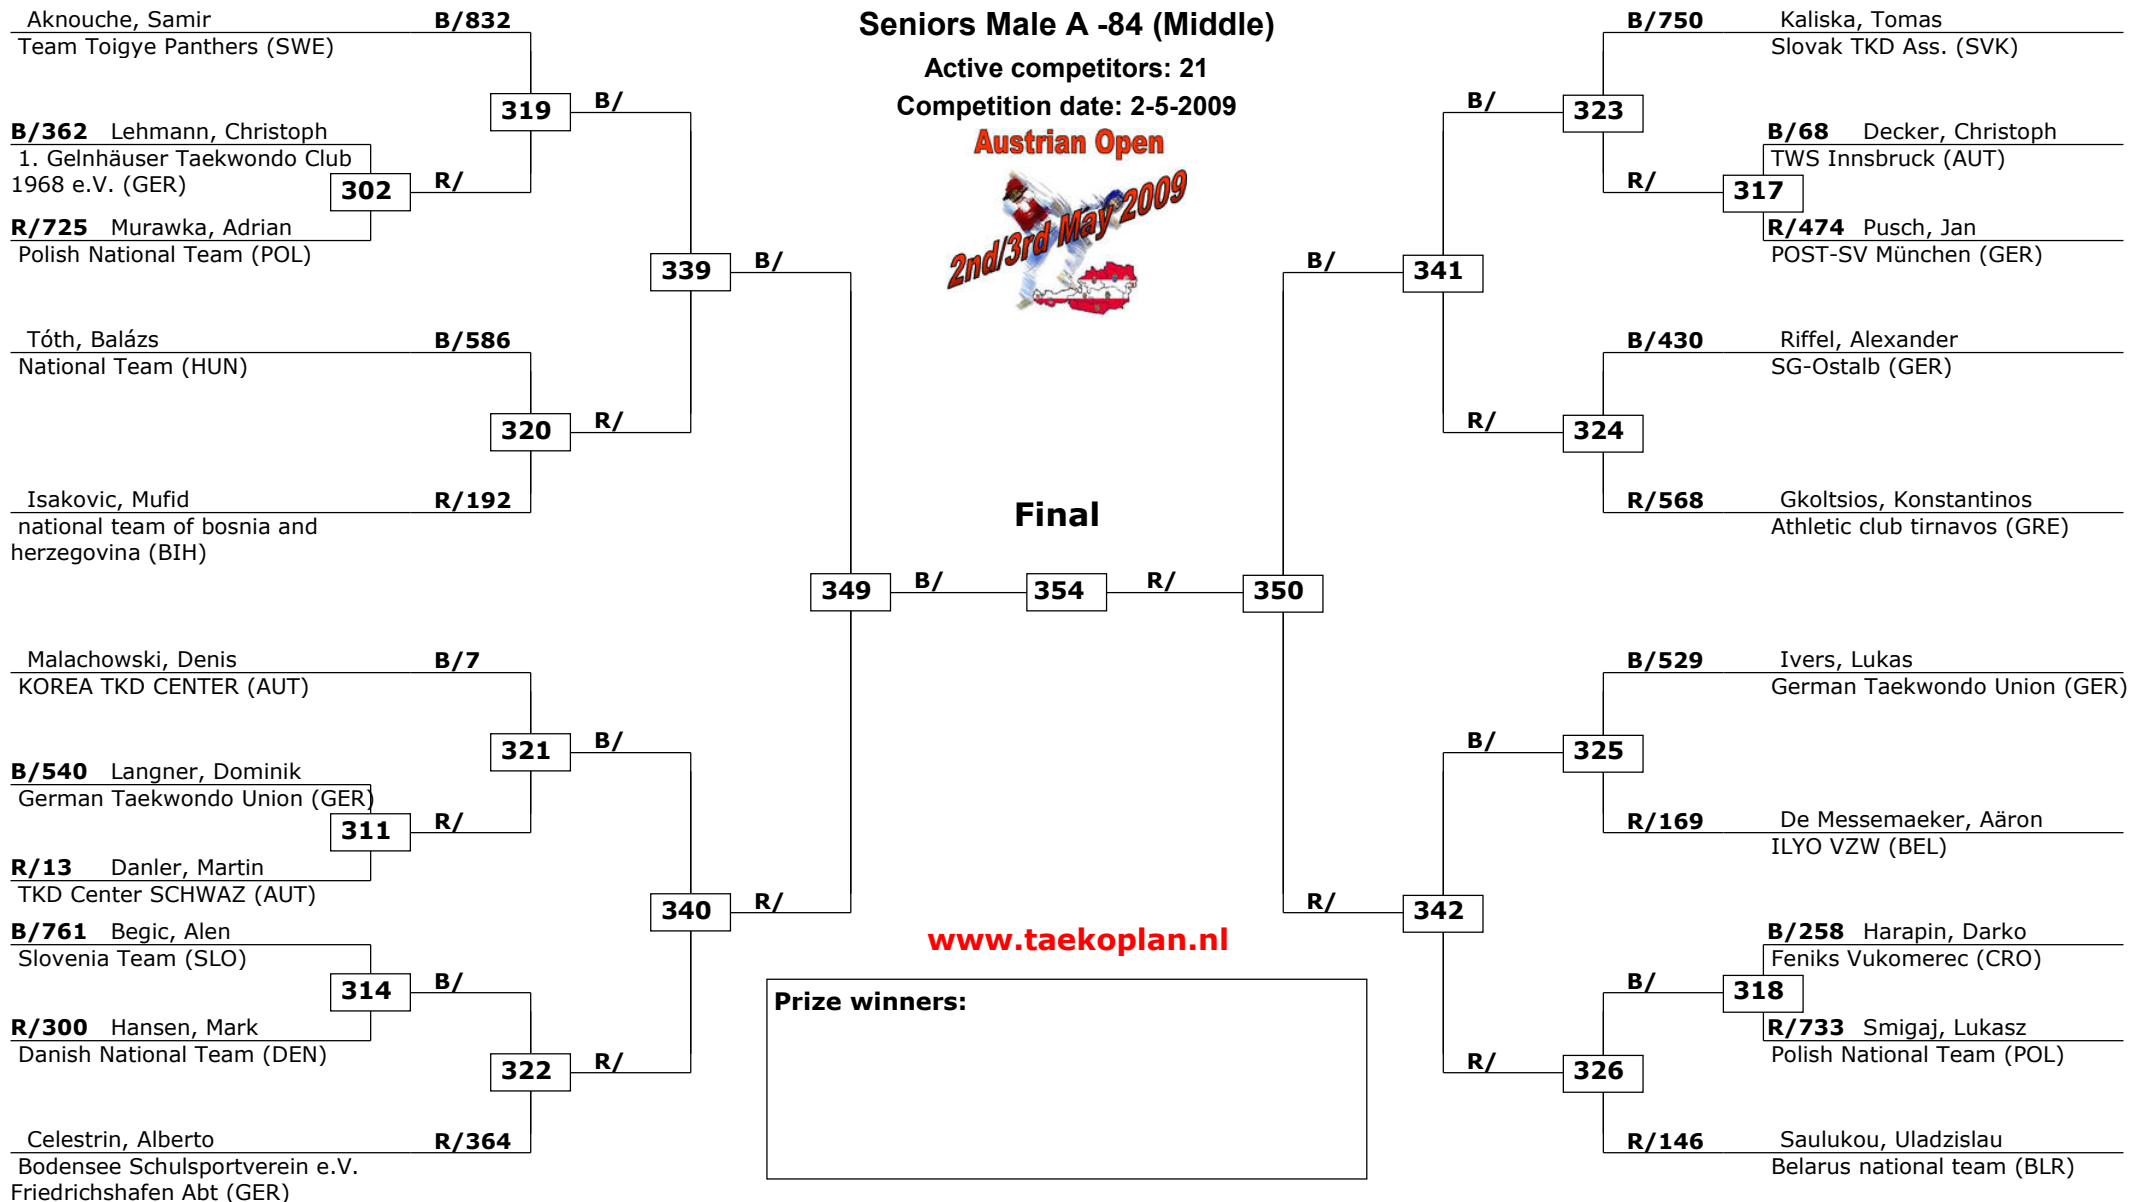 Seniors Male A -84 (Middle)
Active competitors: 21
Competition date: 2-5-2009
Austrian Open
2nd/3rd May 2009
Aknouche, Samir B/832
Team Toigye Panthers (SWE)
319
B/
B/362 Lehmann, Christoph
1. Gelnhäuser Taekwondo Club
1968 e.V. (GER)
302
R/
R/725 Murawka, Adrian
Polish National Team (POL)
339
B/
Tóth, Balázs B/586
National Team (HUN)
320
R/
Isakovic, Mufid R/192
national team of bosnia and
herzegovina (BIH)
Final
349
B/
354
R/
350
Malachowski, Denis B/7
KOREA TKD CENTER (AUT)
321
B/
B/540 Langner, Dominik
German Taekwondo Union (GER)
311
R/
R/13 Danler, Martin
TKD Center SCHWAZ (AUT)
340
R/
B/761 Begic, Alen
Slovenia Team (SLO)
314
B/
R/300 Hansen, Mark
Danish National Team (DEN)
322
R/
Celestrin, Alberto R/364
Bodensee Schulsportverein e.V.
Friedrichshafen Abt (GER)
B/750 Kaliska, Tomas
Slovak TKD Ass. (SVK)
B/
323
B/68 Decker, Christoph
TWS Innsbruck (AUT)
R/
317
R/474 Pusch, Jan
POST-SV München (GER)
B/
341
B/430 Riffel, Alexander
SG-Ostalb (GER)
R/
324
R/568 Gkoltsios, Konstantinos
Athletic club tirnavos (GRE)
B/529 Ivers, Lukas
German Taekwondo Union (GER)
B/
325
R/169 De Messemaeker, Aäron
ILYO VZW (BEL)
R/
342
B/258 Harapin, Darko
Feniks Vukomerec (CRO)
B/
318
R/733 Smigaj, Lukasz
Polish National Team (POL)
R/
326
R/146 Saulukou, Uladzislau
Belarus national team (BLR)
www.taekoplan.nl
Prize winners: